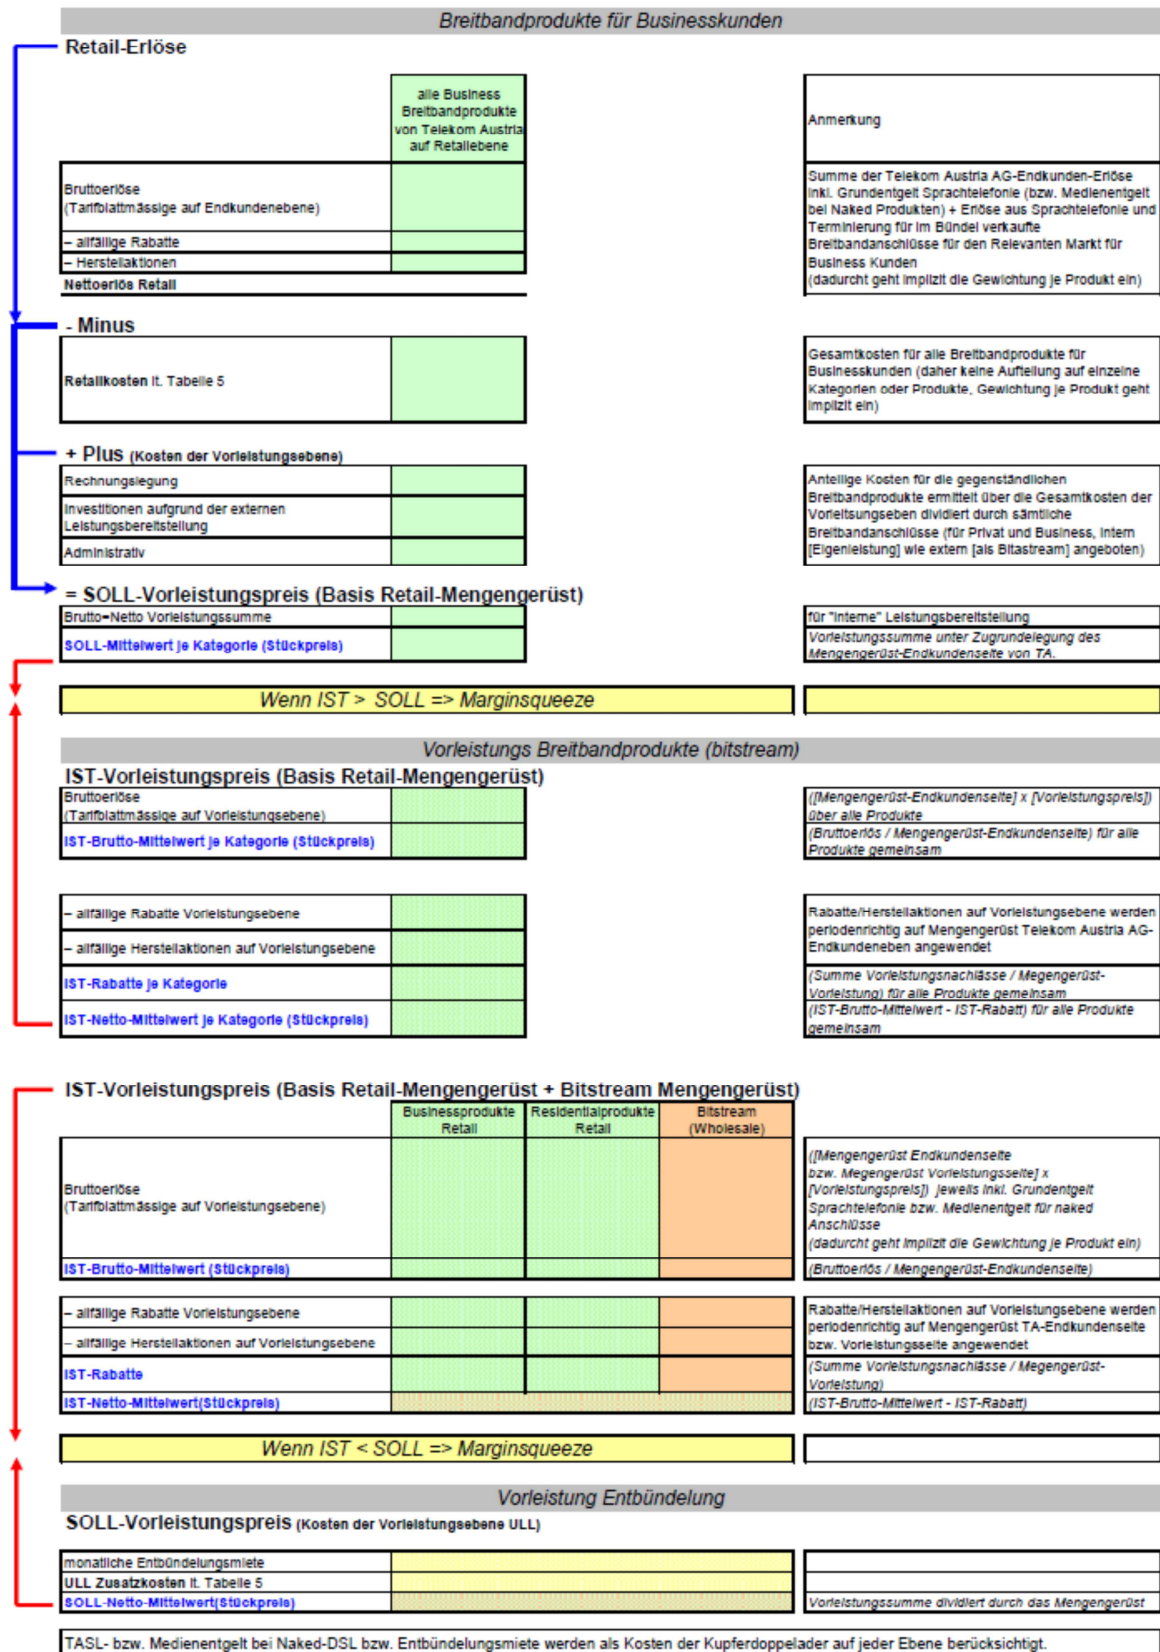 Breitbandprodukte für Businesskunden
Retail-Erlöse
alle Business
Breitbandprodukte
von Telekom Austria
auf Retailebene
Anmerkung
Bruttoerlöse
(Tarifblattmässige auf Endkundenebene)
– allfällige Rabatte
– Herstellaktionen
Nettoerlös Retail
Summe der Telekom Austria AG-Endkunden-Erlöse
inkl. Grundentgelt Sprachtelefonie (bzw. Medienentgelt
bei Naked Produkten) + Erlöse aus Sprachtelefonie und
Terminierung für im Bündel verkaufte
Breitbandanschlüsse für den Relevanten Markt für
Business Kunden
(dadurcht geht implizit die Gewichtung je Produkt ein)
- Minus
Retailkosten lt. Tabelle 5
Gesamtkosten für alle Breitbandprodukte für
Businesskunden (daher keine Aufteilung auf einzelne
Kategorien oder Produkte, Gewichtung je Produkt geht
implizit ein)
+ Plus (Kosten der Vorleistungsebene)
Rechnungslegung
Investitionen aufgrund der externen
Leistungsbereitstellung
Administrativ
Anteilige Kosten für die gegenständlichen
Breitbandprodukte ermittelt über die Gesamtkosten der
Vorleitsungseben dividiert durch sämtliche
Breitbandanschlüsse (für Privat und Business, intern
[Eigenleistung] wie extern [als Bitastream] angeboten)
= SOLL-Vorleistungspreis (Basis Retail-Mengengerüst)
Brutto=Netto Vorleistungssumme
für "interne" Leistungsbereitstellung
SOLL-Mittelwert je Kategorie (Stückpreis)
Vorleistungssumme unter Zugrundelegung des
Mengengerüst-Endkundenseite von TA.
Wenn IST > SOLL => Marginsqueeze
Vorleistungs Breitbandprodukte (bitstream)
IST-Vorleistungspreis (Basis Retail-Mengengerüst)
Bruttoerlöse
(Tarifblattmässige auf Vorleistungsebene)
([Mengengerüst-Endkundenseite] x [Vorleistungspreis])
über alle Produkte
IST-Brutto-Mittelwert je Kategorie (Stückpreis)
(Bruttoerlös / Mengengerüst-Endkundenseite) für alle
Produkte gemeinsam
– allfällige Rabatte Vorleistungsebene
– allfällige Herstellaktionen auf Vorleistungsebene
Rabatte/Herstellaktionen auf Vorleistungsebene werden
periodenrichtig auf Mengengerüst Telekom Austria AG-
Endkundeneben angewendet
IST-Rabatte je Kategorie
(Summe Vorleistungsnachlässe / Megengerüst-
Vorleistung) für alle Produkte gemeinsam
IST-Netto-Mittelwert je Kategorie (Stückpreis)
(IST-Brutto-Mittelwert - IST-Rabatt) für alle Produkte
gemeinsam
IST-Vorleistungspreis (Basis Retail-Mengengerüst + Bitstream Mengengerüst)
Businessprodukte
Retail
Residentialprodukte
Retail
Bitstream
(Wholesale)
Bruttoerlöse
(Tarifblattmässige auf Vorleistungsebene)
([Mengengerüst Endkundenseite
bzw. Megengerüst Vorleistungsseite] x
[Vorleistungspreis]) jeweils inkl. Grundentgelt
Sprachtelefonie bzw. Medienentgelt für naked
Anschlüsse
(dadurcht geht implizit die Gewichtung je Produkt ein)
IST-Brutto-Mittelwert (Stückpreis)
(Bruttoerlös / Mengengerüst-Endkundenseite)
– allfällige Rabatte Vorleistungsebene
– allfällige Herstellaktionen auf Vorleistungsebene
Rabatte/Herstellaktionen auf Vorleistungsebene werden
periodenrichtig auf Mengengerüst TA-Endkundenseite
bzw. Vorleistungsseite angewendet
IST-Rabatte
(Summe Vorleistungsnachlässe / Megengerüst-
Vorleistung)
IST-Netto-Mittelwert(Stückpreis)
(IST-Brutto-Mittelwert - IST-Rabatt)
Wenn IST < SOLL => Marginsqueeze
Vorleistung Entbündelung
SOLL-Vorleistungspreis (Kosten der Vorleistungsebene ULL)
monatliche Entbündelungsmiete
ULL Zusatzkosten lt. Tabelle 5
SOLL-Netto-Mittelwert(Stückpreis)
Vorleistungssumme dividiert durch das Mengengerüst
TASL- bzw. Medienentgelt bei Naked-DSL bzw. Entbündelungsmiete werden als Kosten der Kupferdoppelader auf jeder Ebene berücksichtigt.